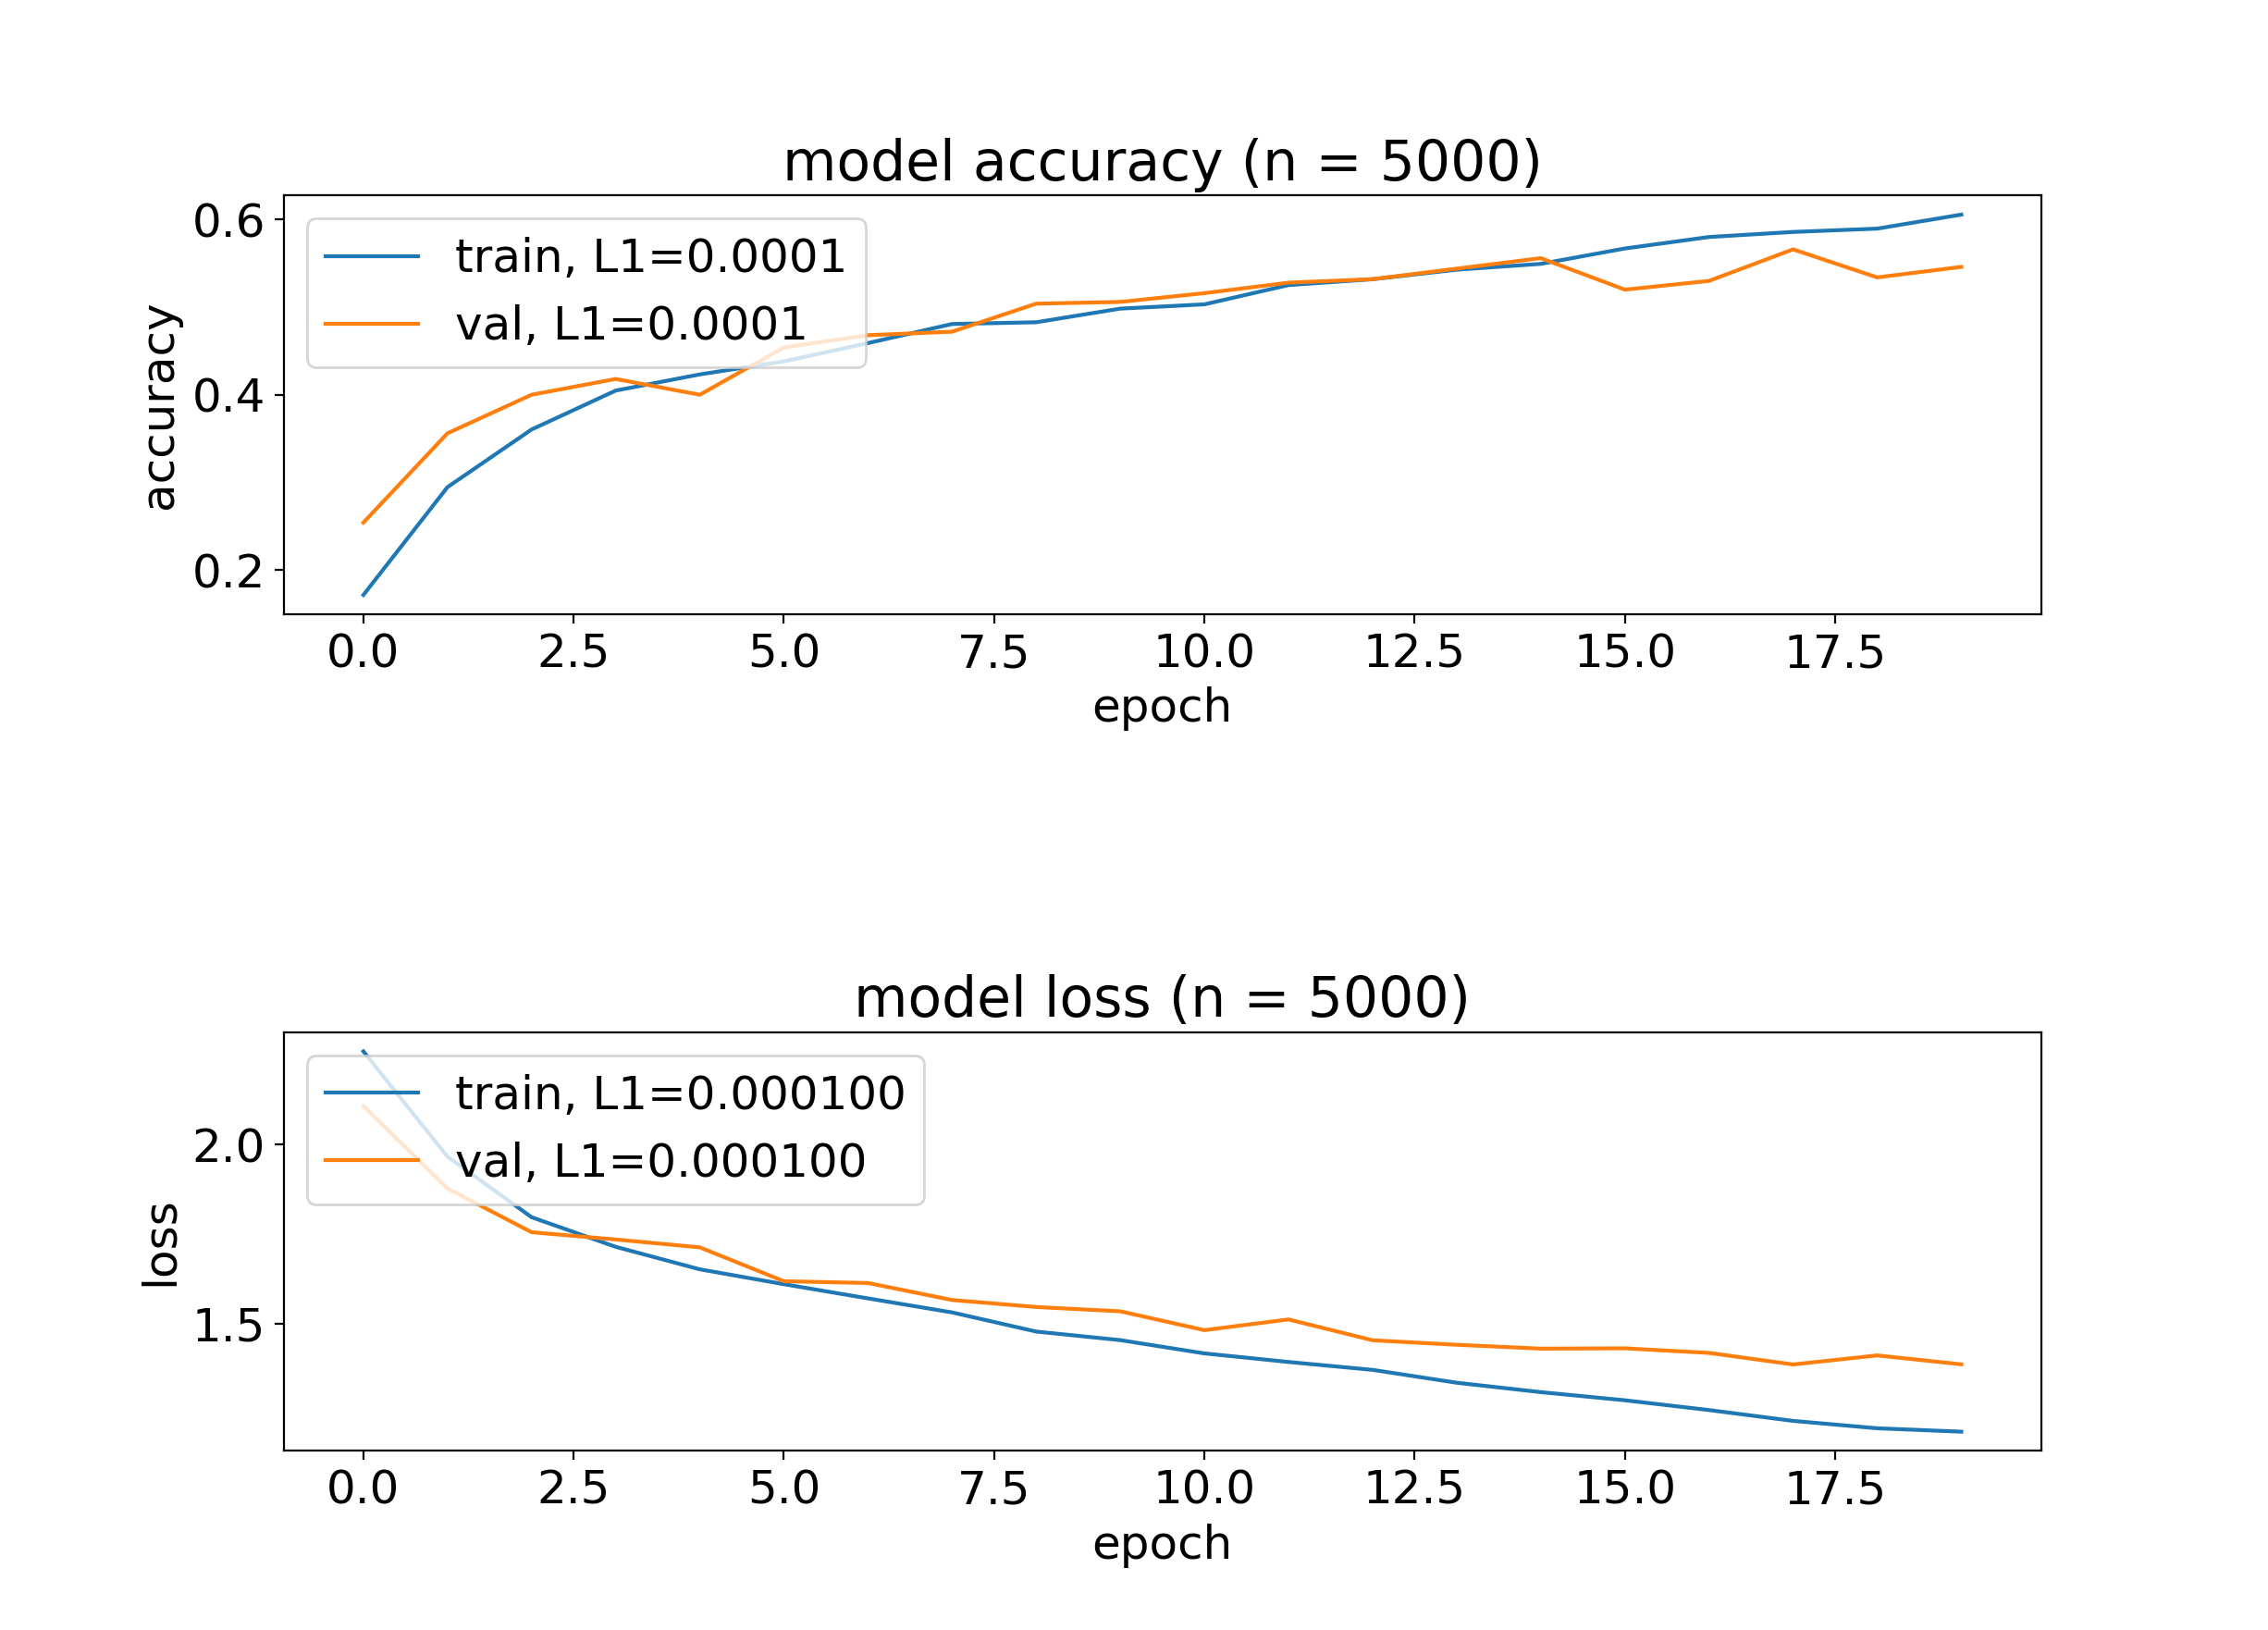 model accuracy (n = 5000)
accuracy
0.6
0.4
0.2
train, L1=0.0001
val, L1=0.0001
0.0 2.5 5.0 7.5 10.0 12.5 15.0 17.5
epoch
model loss (n = 5000)
loss
2.0
1.5
train, L1=0.000100
val, L1=0.000100
0.0 2.5 5.0 7.5 10.0 12.5 15.0 17.5
epoch